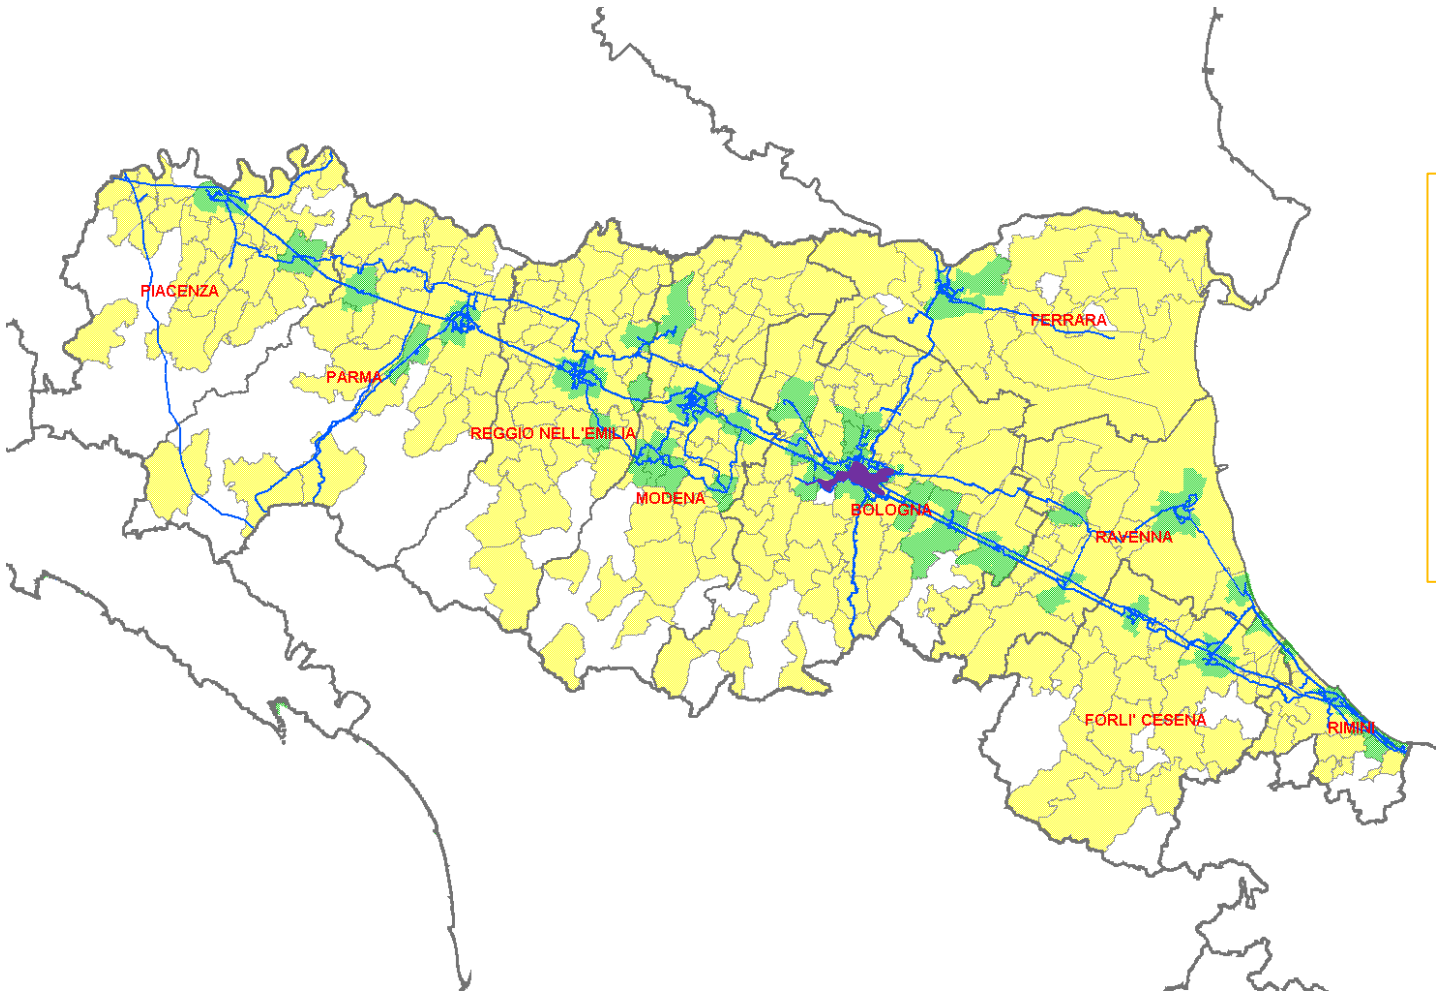 PIACENZA
FERRARA
PARMA
REGGIO NELL'EMILIA
MODENA
BOLOGNA
RAVENNA
FORLI' CESENA
RIMINI